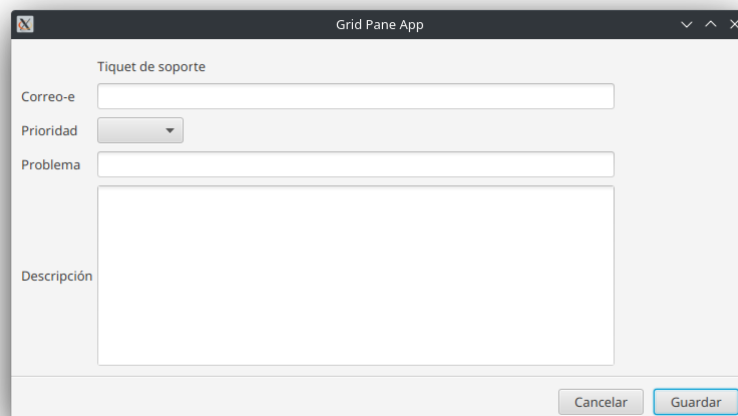 Grid Pane App
Tiquet de soporte
Correo-e
Prioridad
Problema
Descripción
Cancelar
Guardar